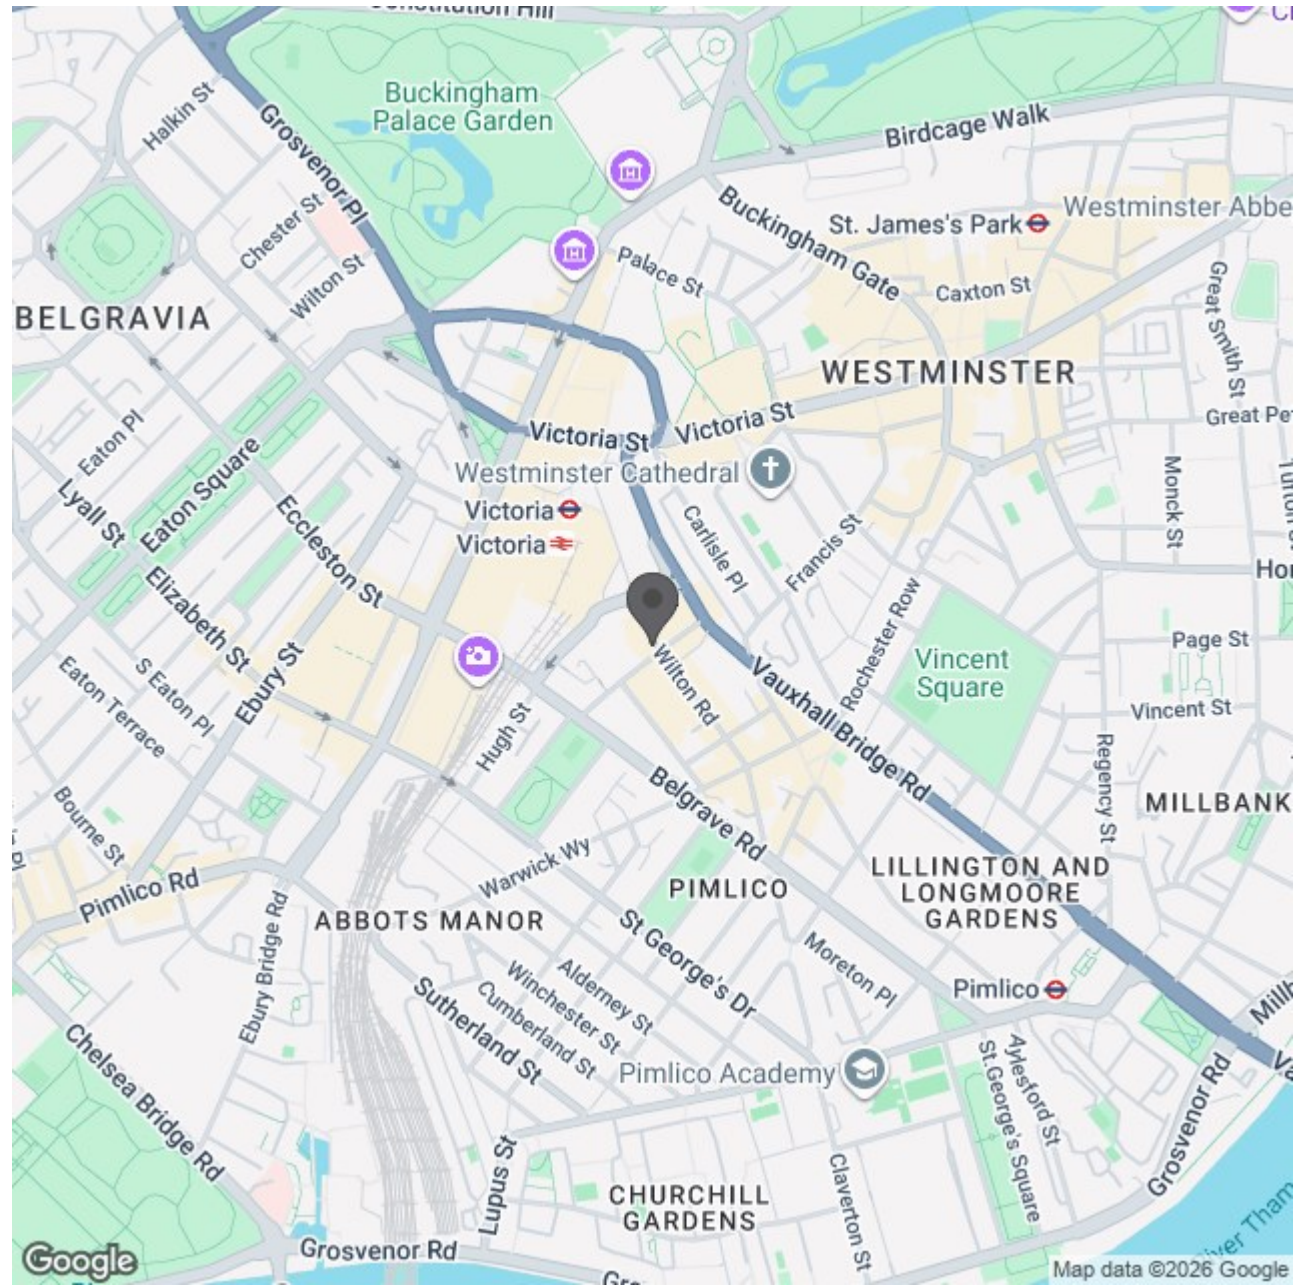 Constitution Hill
Buckingham
Palace Garden
Halkin St
Grosvenor Pl
Birdcage Walk
Chester St
Wilton St
Buckingham Gate
St. James's Park
Westminster Abbe
Palace St
Caxton St
Great Smith St
BELGRAVIA
WESTMINSTER
Eaton Pl
Eaton Square
Victoria St
Victoria St
Great Pet
Westminster Cathedral
Lyall St
Eccleston St
Victoria
Victoria
Carlisle Pl
Francis St
Monck St
Tufton
Hor
Elizabeth St
Ebury St
Rochester Row
Page St
Eaton Terrace
S Eaton Pl
Wilton Rd
Vauxhall Bridge Rd
Vincent
Square
Vincent St
Hugh St
Regency St
Bourne St
Belgrave Rd
MILLBANK
Pimlico Rd
Warwick Wy
PIMLICO
LILLINGTON AND
LONGMOORE
GARDENS
ABBOTS MANOR
Ebury Bridge Rd
St George's Dr
Moreton Pl
Alderney St
Winchester St
Cumberland St
Sutherland St
Pimlico
Millb
Chelsea Bridge Rd
Pimlico Academy
Aylesford St
St.George's Square
Va
Grosvenor Rd
Lupus St
Claverton St
CHURCHILL
GARDENS
Grosvenor Rd
River Tham
Google
Map data ©2026 Google